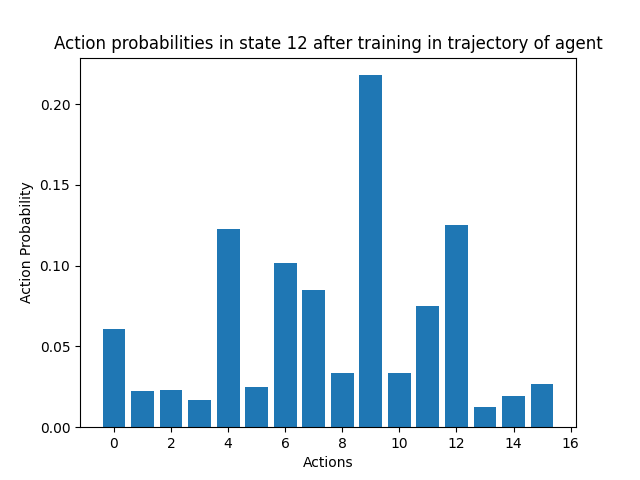 Action probabilities in state 12 after training in trajectory of agent
0.20
0.15
0.10
0.05
0.00
Action Probability
0 2 4 6 8 10 12 14 16
Actions